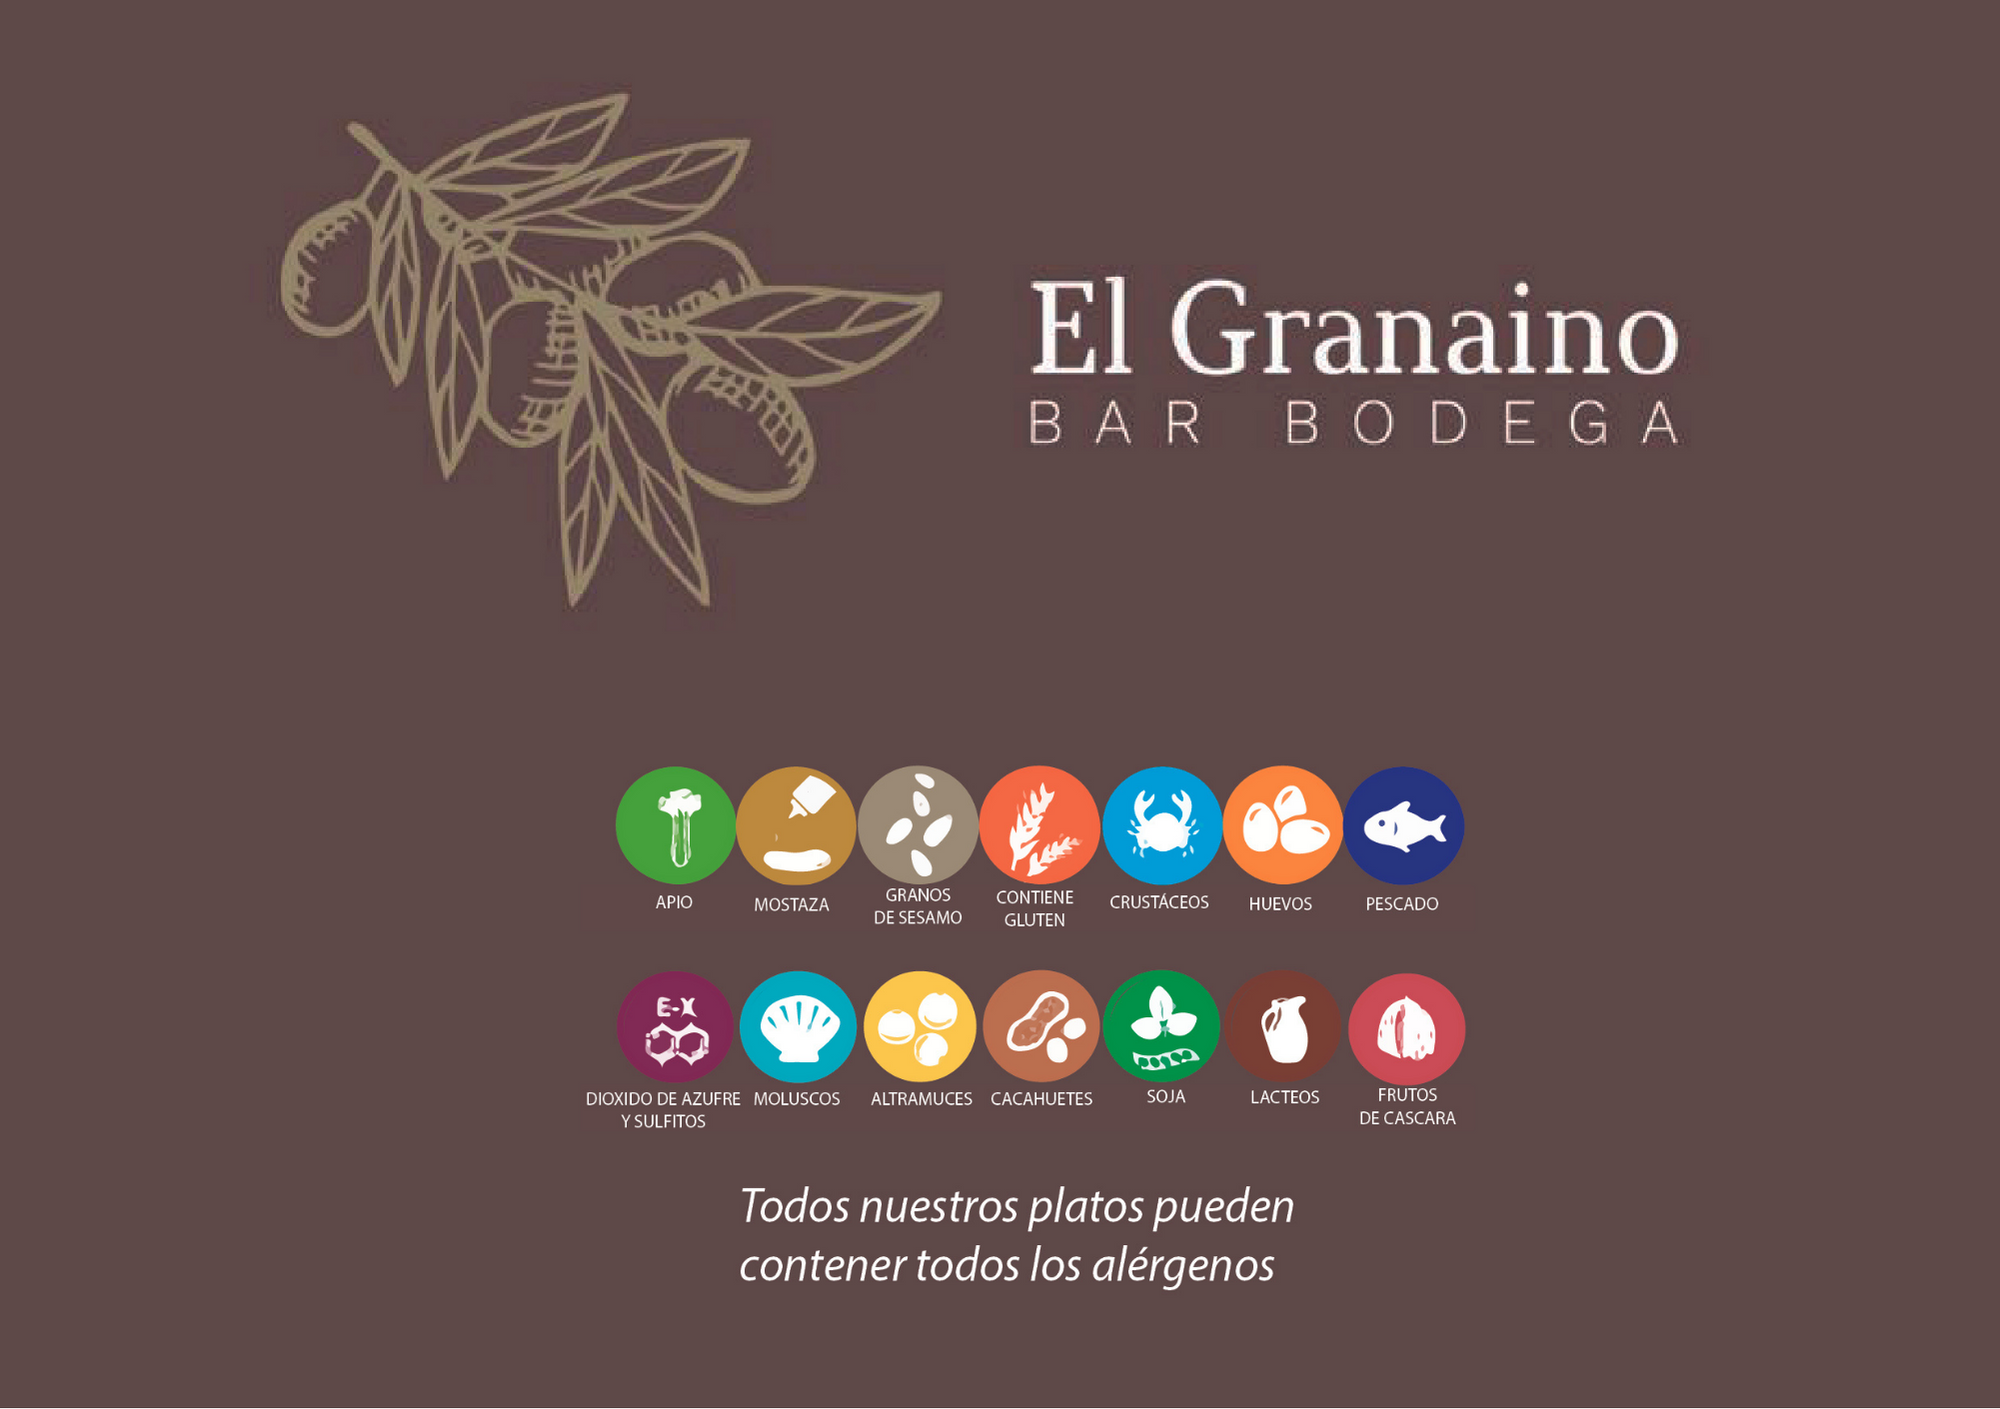 El Granaino
BAR BODEGA
APIO
MOSTAZA
GRANOS
DE SESAMO
CONTIENE
GLUTEN
CRUSTÁCEOS
HUEVOS
PESCADO
E-X
DIOXIDO DE AZUFRE
Y SULFITOS
MOLUSCOS
ALTRAMUCES
CACAHUETES
SOJA
LACTEOS
FRUTOS
DE CASCARA
Todos nuestros platos pueden
contener todos los alérgenos